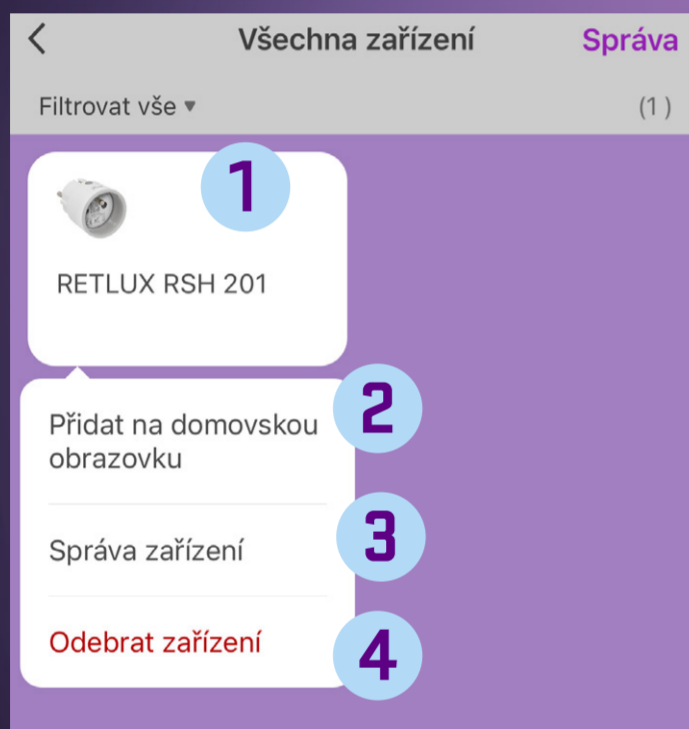 Všechna zařízení Správa
Filtrovat vše ▾ (1 )
1
RETLUX RSH 201
Přidat na domovskou 2
obrazovku
Správa zařízení 3
Odebrat zařízení 4